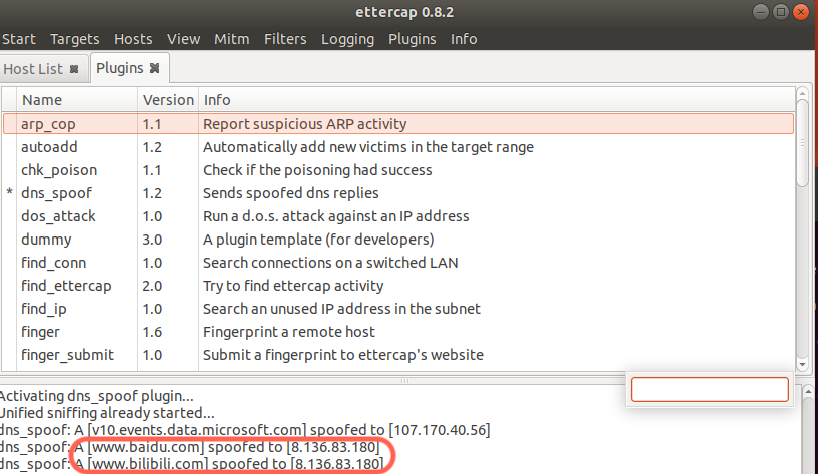 ettercap 0.8.2
Start Targets Hosts View Mitm Filters Logging Plugins Info
Host List Plugins
Name Version Info
arp_cop 1.1 Report suspicious ARP activity
autoadd 1.2 Automatically add new victims in the target range
chk_poison 1.1 Check if the poisoning had success
* dns_spoof 1.2 Sends spoofed dns replies
dos_attack 1.0 Run a d.o.s. attack against an IP address
dummy 3.0 A plugin template (for developers)
find_conn 1.0 Search connections on a switched LAN
find_ettercap 2.0 Try to find ettercap activity
find_ip 1.0 Search an unused IP address in the subnet
finger 1.6 Fingerprint a remote host
finger_submit 1.0 Submit a fingerprint to ettercap's website
Activating dns_spoof plugin...
Unified sniffing already started...
dns_spoof: A [v10.events.data.microsoft.com] spoofed to [107.170.40.56]
dns_spoof: A [www.baidu.com] spoofed to [8.136.83.180]
dns_spoof: A [www.bilibili.com] spoofed to [8.136.83.180]